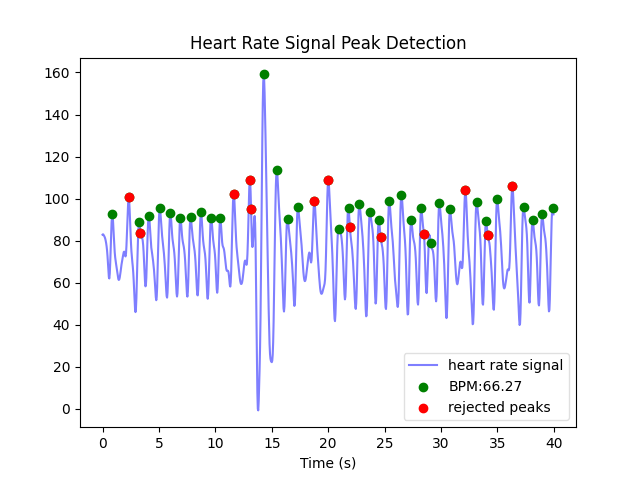 Heart Rate Signal Peak Detection
160
140
120
100
80
60
40
20
0
heart rate signal
BPM:66.27
rejected peaks
0 5 10 15 20 25 30 35 40
Time (s)